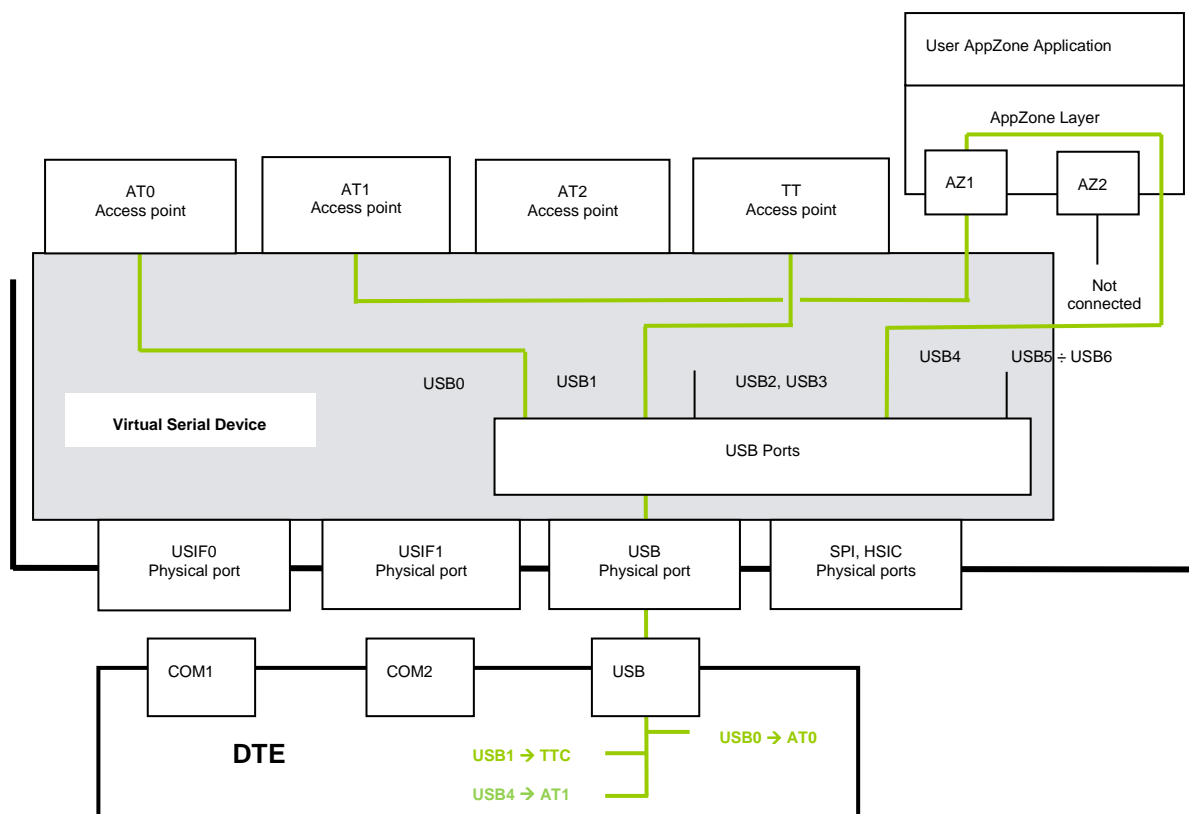 User AppZone Application
AppZone Layer
AT0
Access point
AT1
Access point
AT2
Access point
TT
Access point
AZ1
AZ2
Not
connected
USB0
USB1
USB2, USB3
USB4
USB5 ÷ USB6
Virtual Serial Device
USB Ports
USIF0
Physical port
USIF1
Physical port
USB
Physical port
SPI, HSIC
Physical ports
COM1
COM2
USB
DTE
USB0 → AT0
USB1 → TTC
USB4 → AT1